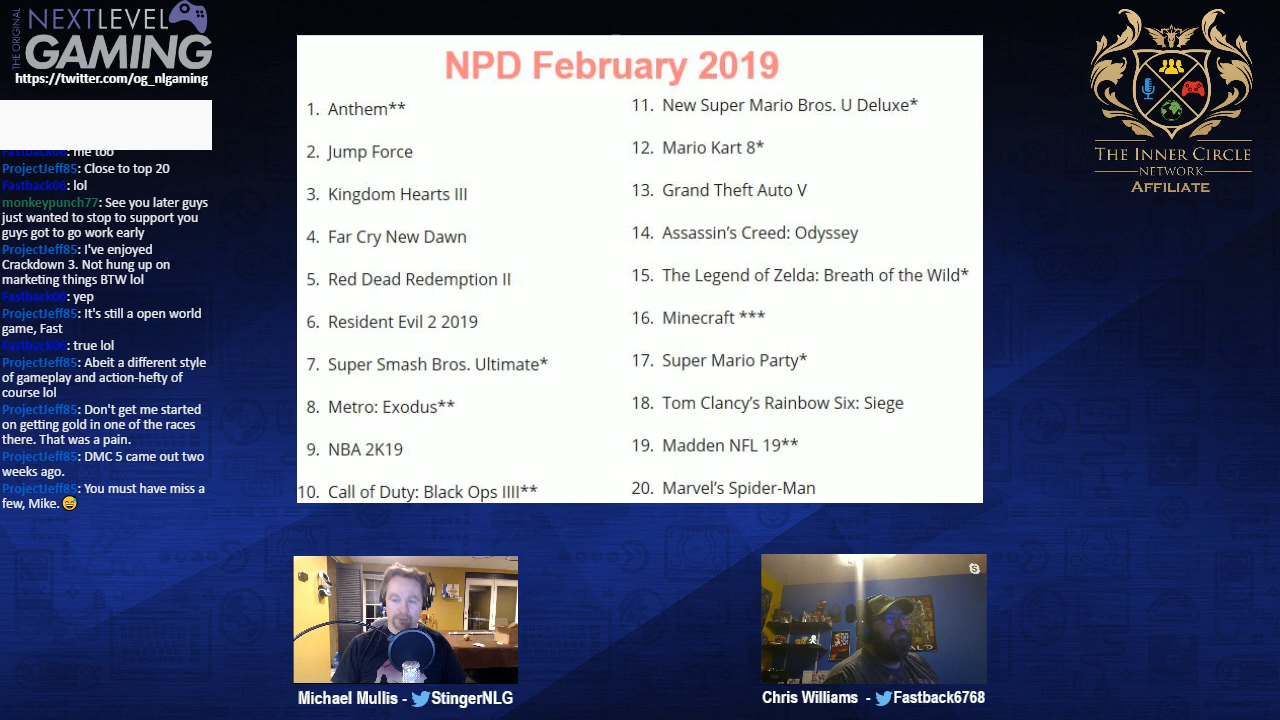 THE ORIGINAL
NEXTLEVEL
GAMING
https://twitter.com/og_nlgaming
Fastback06: me too
ProjectJeff85: Close to top 20
Fastback06: lol
monkeypunch77: See you later guys
just wanted to stop to support you
guys got to go work early
ProjectJeff85: I've enjoyed
Crackdown 3. Not hung up on
marketing things BTW lol
Fastback06: yep
ProjectJeff85: It's still a open world
game, Fast
Fastback06: true lol
ProjectJeff85: Abeit a different style
of gameplay and action-hefty of
course lol
ProjectJeff85: Don't get me started
on getting gold in one of the races
there. That was a pain.
ProjectJeff85: DMC 5 came out two
weeks ago.
ProjectJeff85: You must have miss a
few, Mike. 😅
NPD February 2019
1. Anthem**
2. Jump Force
3. Kingdom Hearts III
4. Far Cry New Dawn
5. Red Dead Redemption II
6. Resident Evil 2 2019
7. Super Smash Bros. Ultimate*
8. Metro: Exodus**
9. NBA 2K19
10. Call of Duty: Black Ops IIII**
11. New Super Mario Bros. U Deluxe*
12. Mario Kart 8*
13. Grand Theft Auto V
14. Assassin's Creed: Odyssey
15. The Legend of Zelda: Breath of the Wild*
16. Minecraft ***
17. Super Mario Party*
18. Tom Clancy's Rainbow Six: Siege
19. Madden NFL 19**
20. Marvel's Spider-Man
THE INNER CIRCLE
NETWORK
AFFILIATE
Michael Mullis - StingerNLG
Chris Williams - Fastback6768